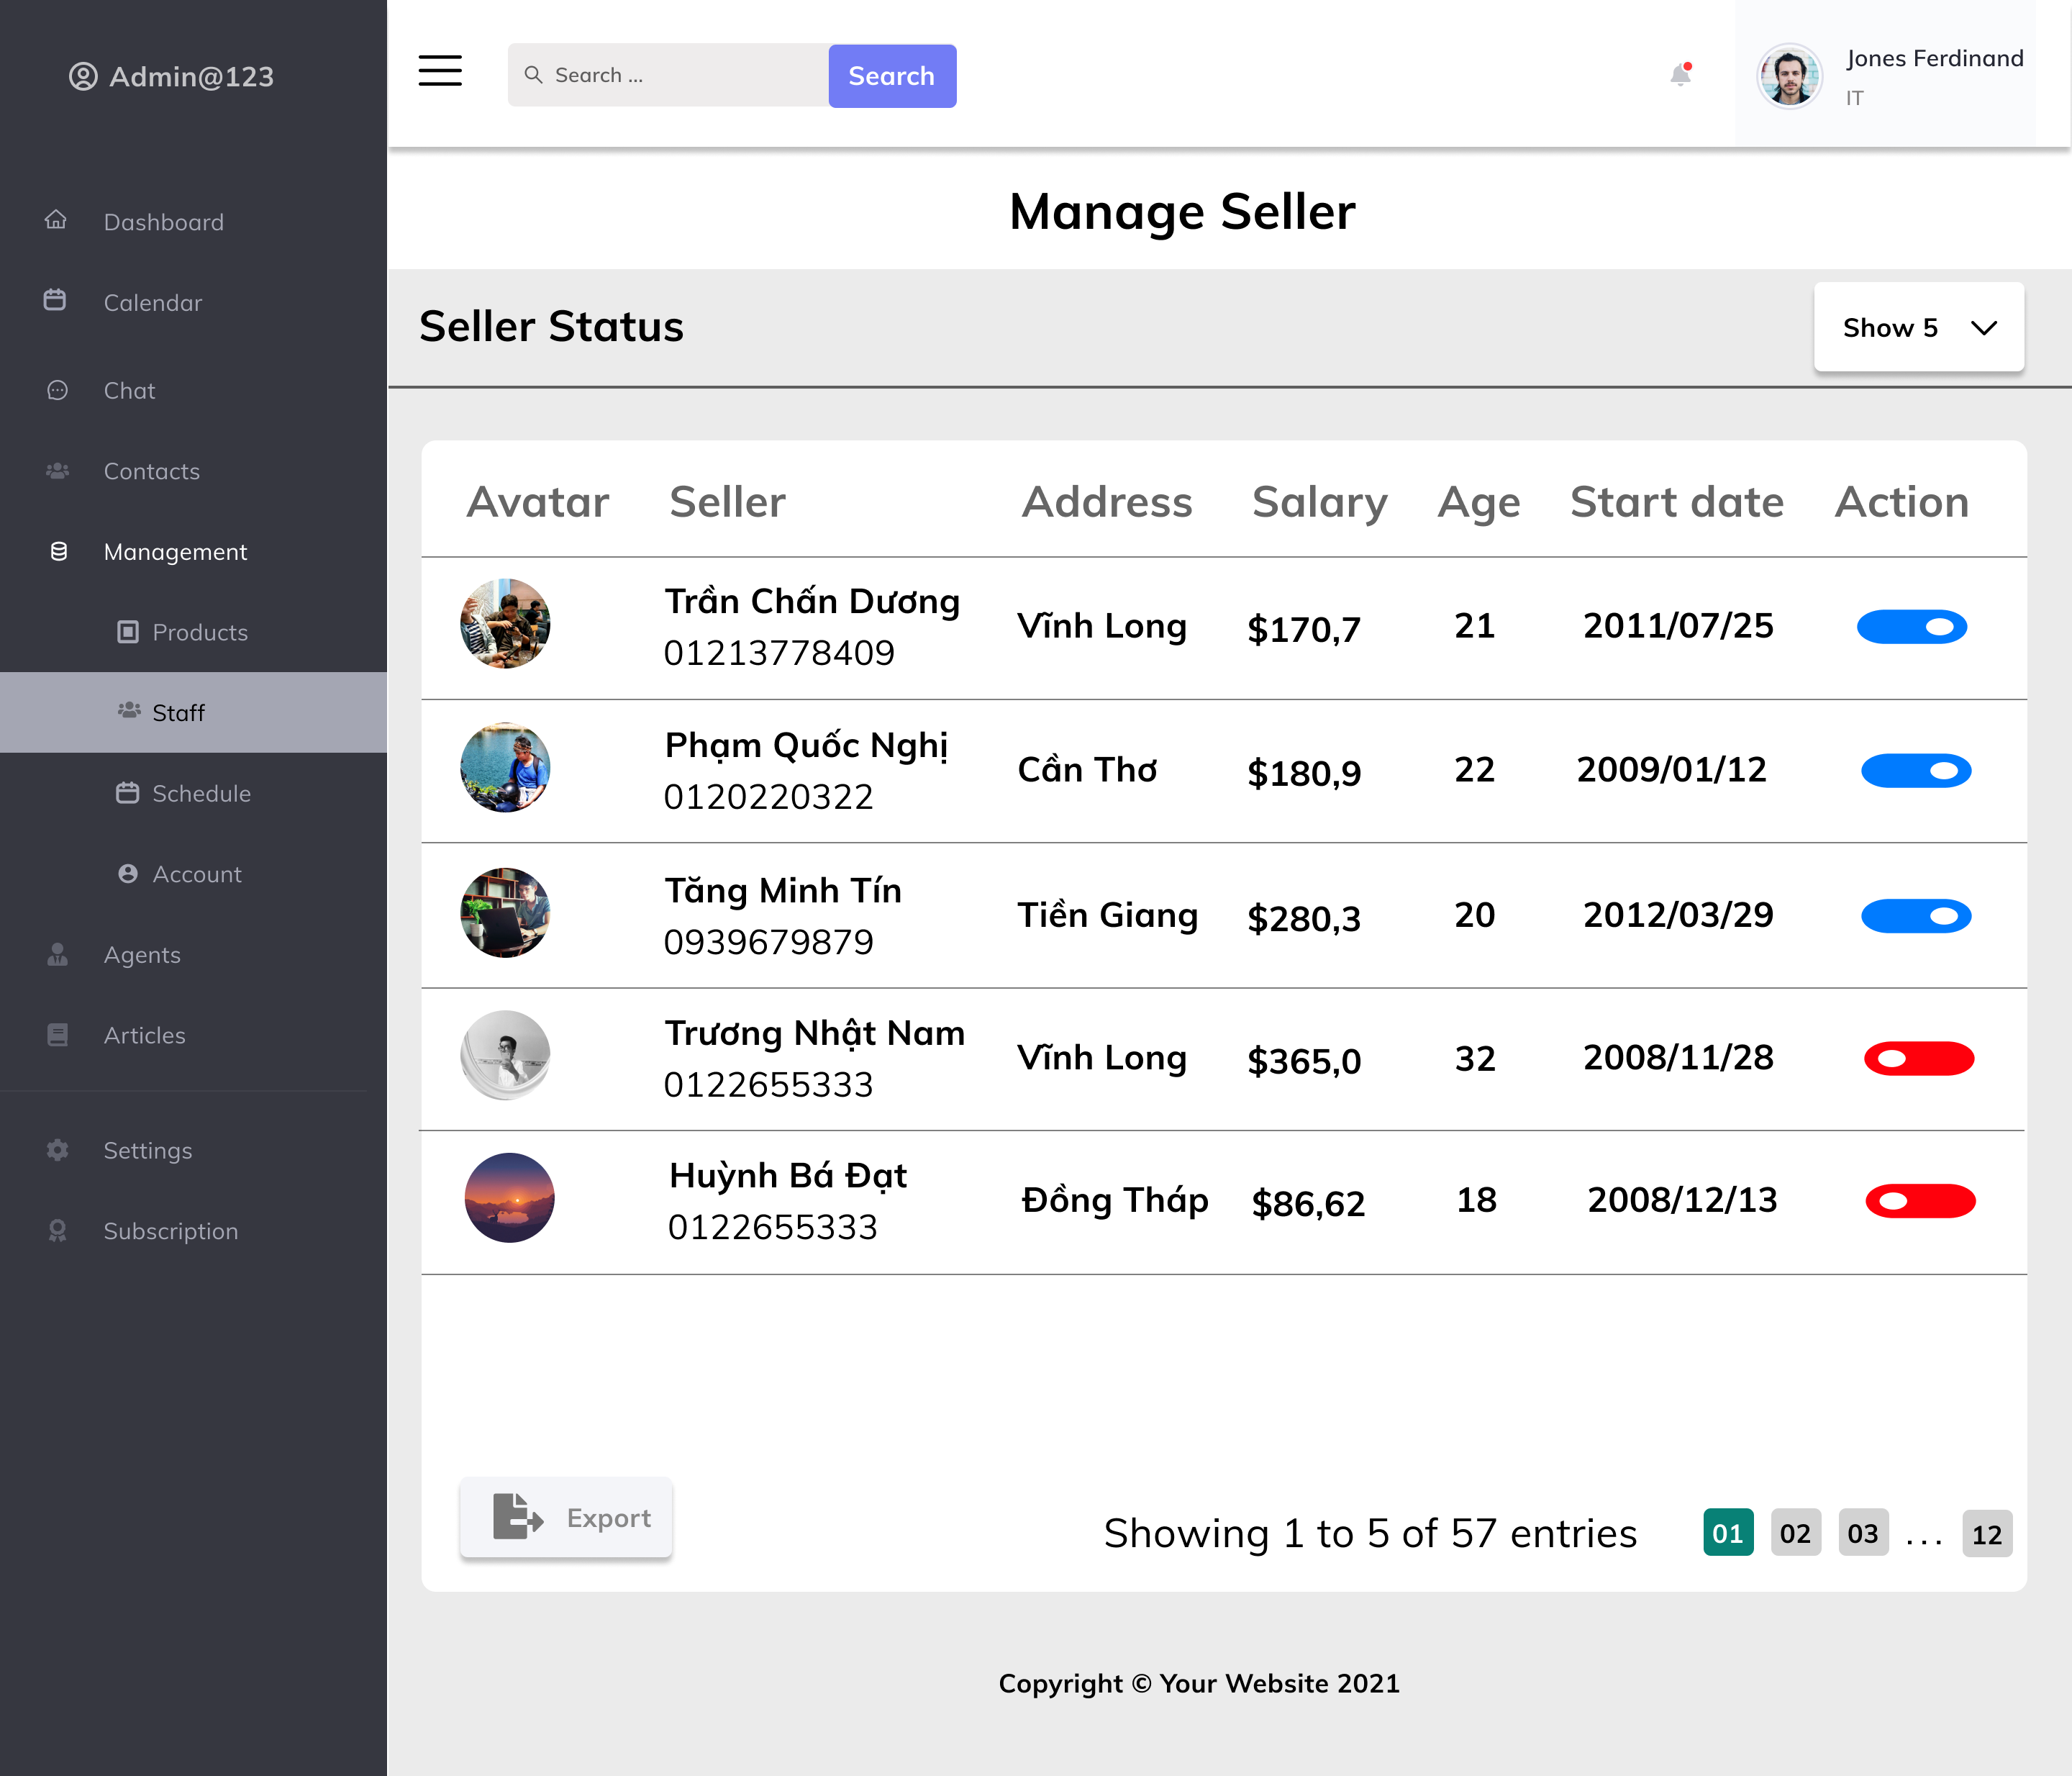 Admin@123
Dashboard
Calendar
Chat
Contacts
Management
Products
Staff
Schedule
Account
Agents
Articles
Settings
Subscription
Search ...
Search
Jones Ferdinand
IT
Manage Seller
Seller Status
Show 5
Avatar Seller Address Salary Age Start date Action
Trần Chấn Dương
01213778409
Vĩnh Long $170,7 21 2011/07/25
Phạm Quốc Nghị
0120220322
Cần Thơ $180,9 22 2009/01/12
Tăng Minh Tín
0939679879
Tiền Giang $280,3 20 2012/03/29
Trương Nhật Nam
0122655333
Vĩnh Long $365,0 32 2008/11/28
Huỳnh Bá Đạt
0122655333
Đồng Tháp $86,62 18 2008/12/13
Export
Showing 1 to 5 of 57 entries
01 02 03 ... 12
Copyright © Your Website 2021